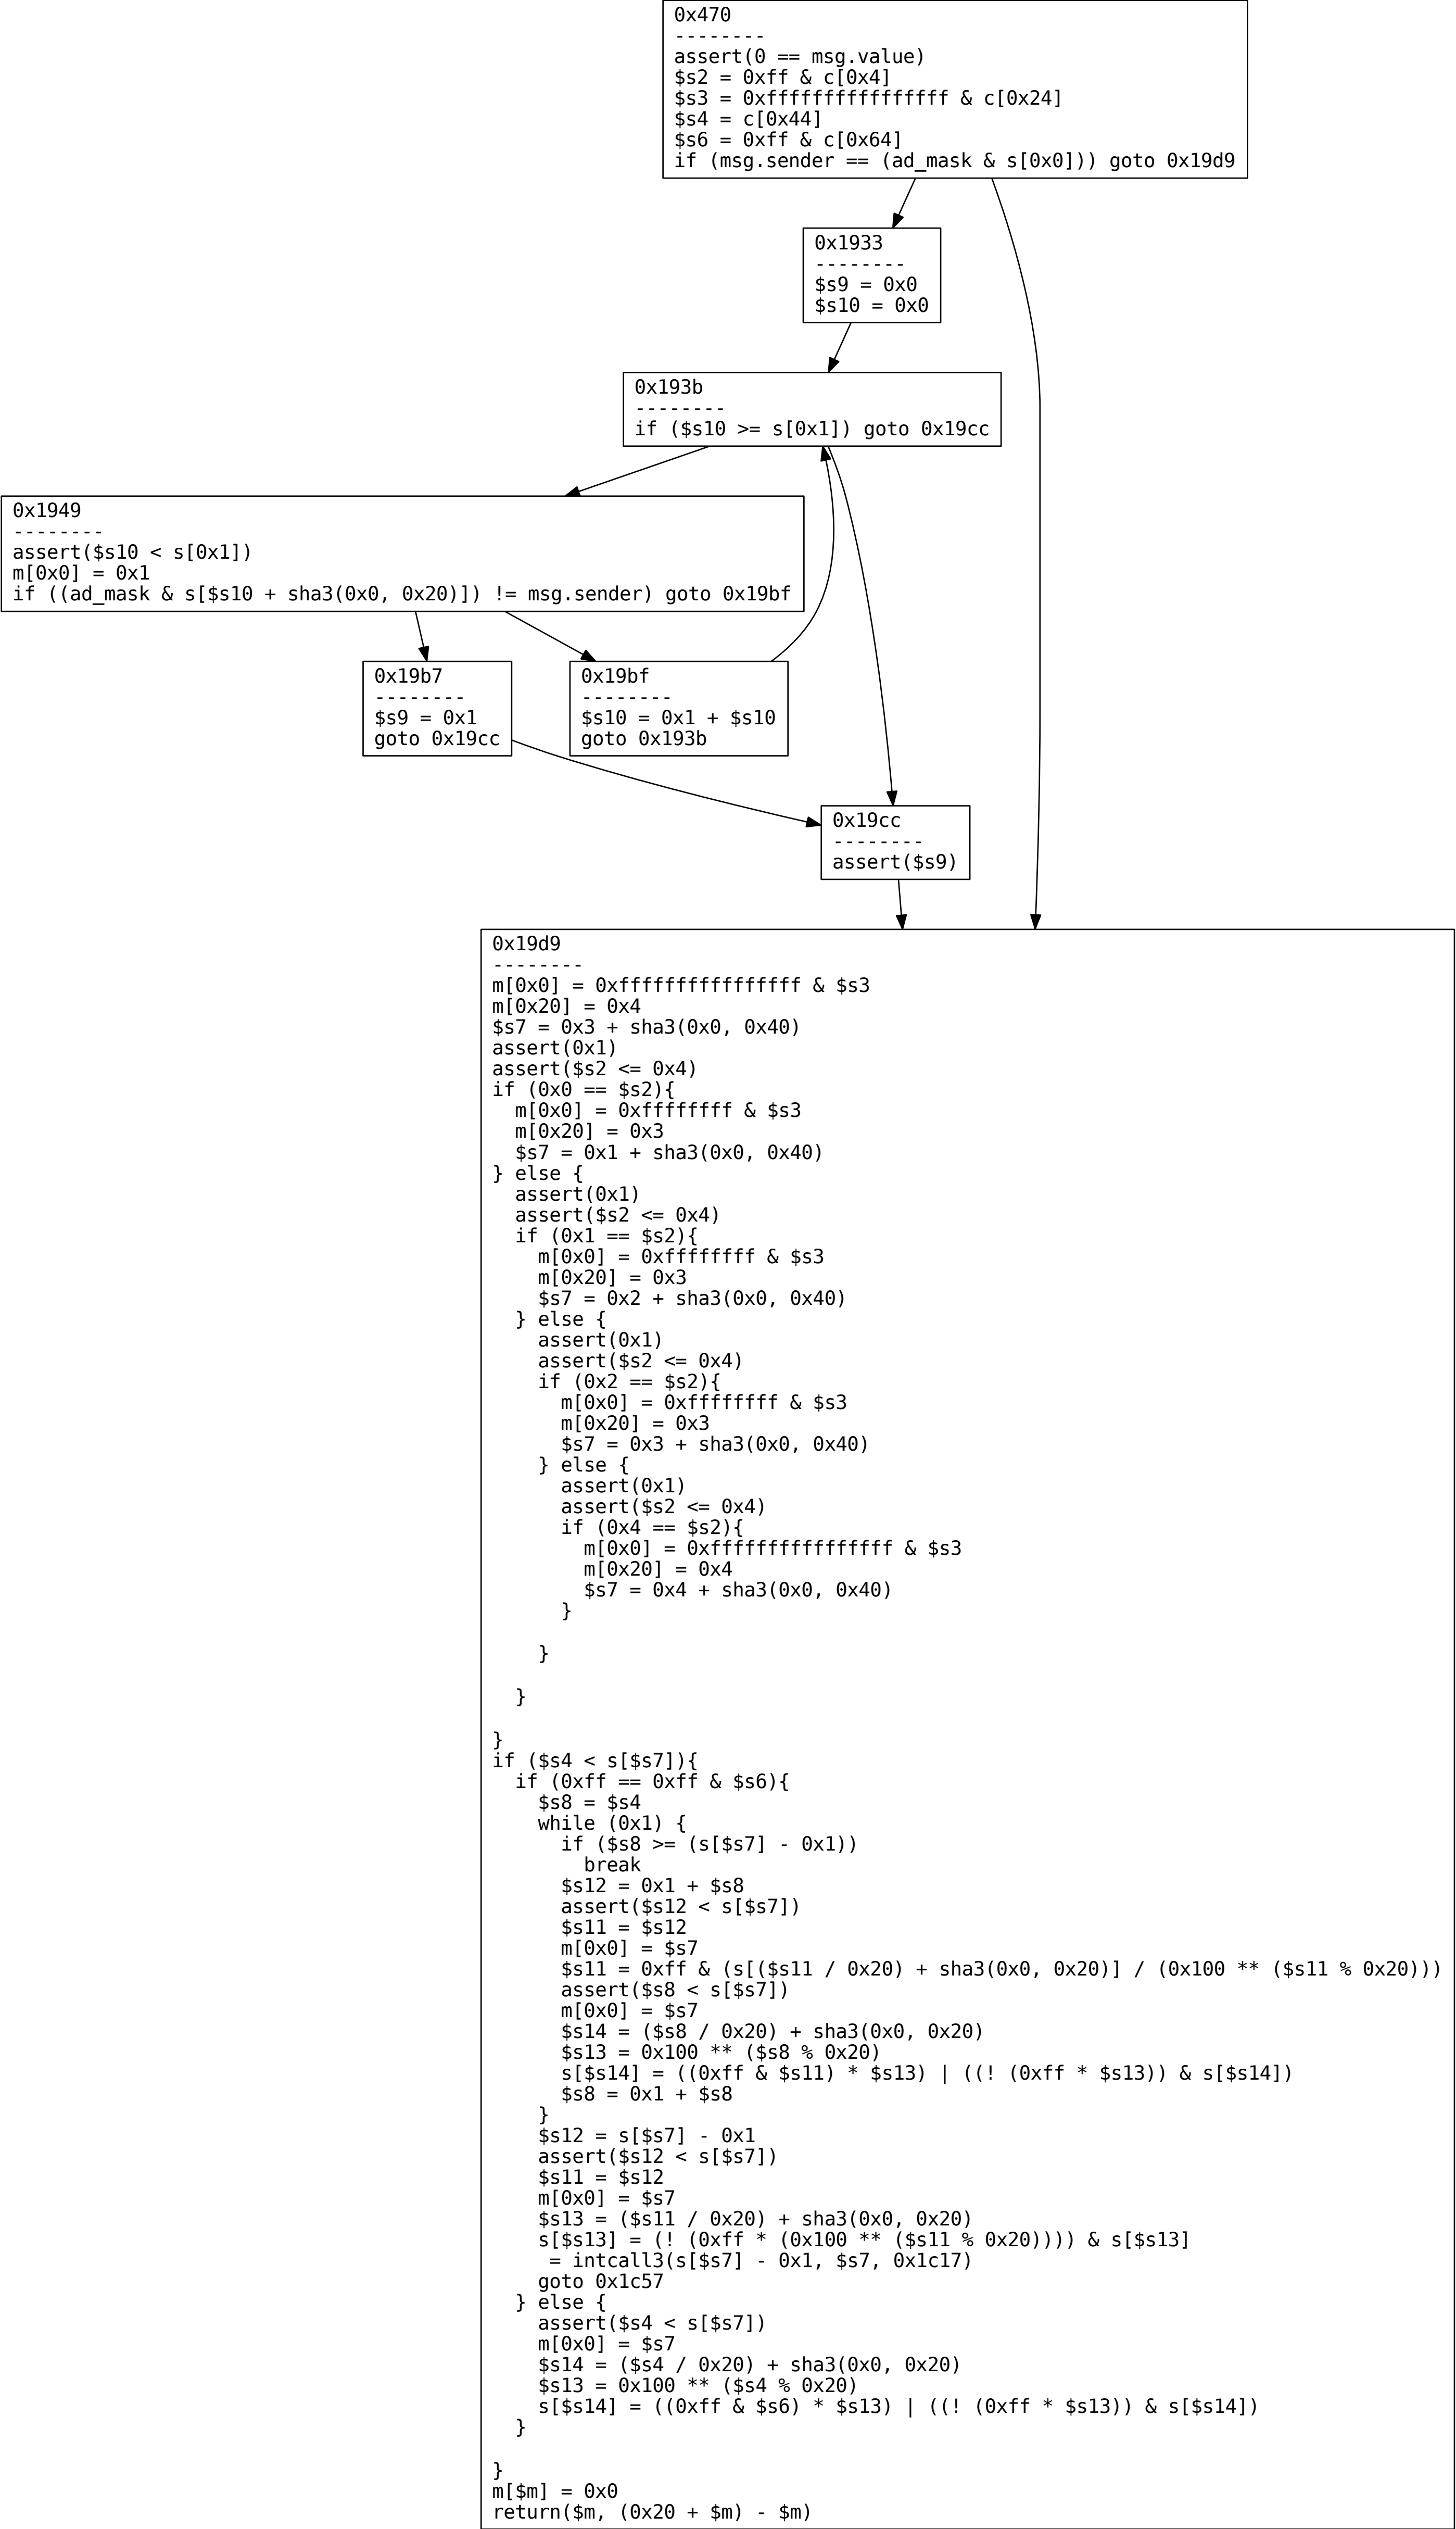 0x470
--------
assert(0 == msg.value)
$s2 = 0xff & c[0x4]
$s3 = 0xffffffffffffffff & c[0x24]
$s4 = c[0x44]
$s6 = 0xff & c[0x64]
if (msg.sender == (ad_mask & s[0x0])) goto 0x19d9
0x1933
--------
$s9 = 0x0
$s10 = 0x0
0x193b
--------
if ($s10 >= s[0x1]) goto 0x19cc
0x1949
--------
assert($s10 < s[0x1])
m[0x0] = 0x1
if ((ad_mask & s[$s10 + sha3(0x0, 0x20)]) != msg.sender) goto 0x19bf
0x19b7
--------
$s9 = 0x1
goto 0x19cc
0x19bf
--------
$s10 = 0x1 + $s10
goto 0x193b
0x19cc
--------
assert($s9)
0x19d9
--------
m[0x0] = 0xffffffffffffffff & $s3
m[0x20] = 0x4
$s7 = 0x3 + sha3(0x0, 0x40)
assert(0x1)
assert($s2 <= 0x4)
if (0x0 == $s2){
  m[0x0] = 0xffffffff & $s3
  m[0x20] = 0x3
  $s7 = 0x1 + sha3(0x0, 0x40)
} else {
  assert(0x1)
  assert($s2 <= 0x4)
  if (0x1 == $s2){
    m[0x0] = 0xffffffff & $s3
    m[0x20] = 0x3
    $s7 = 0x2 + sha3(0x0, 0x40)
  } else {
    assert(0x1)
    assert($s2 <= 0x4)
    if (0x2 == $s2){
      m[0x0] = 0xffffffff & $s3
      m[0x20] = 0x3
      $s7 = 0x3 + sha3(0x0, 0x40)
    } else {
      assert(0x1)
      assert($s2 <= 0x4)
      if (0x4 == $s2){
        m[0x0] = 0xffffffffffffffff & $s3
        m[0x20] = 0x4
        $s7 = 0x4 + sha3(0x0, 0x40)
      }
    }
  }
}
if ($s4 < s[$s7]){
  if (0xff == 0xff & $s6){
    $s8 = $s4
    while (0x1) {
      if ($s8 >= (s[$s7] - 0x1))
        break
      $s12 = 0x1 + $s8
      assert($s12 < s[$s7])
      $s11 = $s12
      m[0x0] = $s7
      $s11 = 0xff & (s[($s11 / 0x20) + sha3(0x0, 0x20)] / (0x100 ** ($s11 % 0x20)))
      assert($s8 < s[$s7])
      m[0x0] = $s7
      $s14 = ($s8 / 0x20) + sha3(0x0, 0x20)
      $s13 = 0x100 ** ($s8 % 0x20)
      s[$s14] = ((0xff & $s11) * $s13) | ((! (0xff * $s13)) & s[$s14])
      $s8 = 0x1 + $s8
    }
    $s12 = s[$s7] - 0x1
    assert($s12 < s[$s7])
    $s11 = $s12
    m[0x0] = $s7
    $s13 = ($s11 / 0x20) + sha3(0x0, 0x20)
    s[$s13] = (! (0xff * (0x100 ** ($s11 % 0x20)))) & s[$s13]
     = intcall3(s[$s7] - 0x1, $s7, 0x1c17)
    goto 0x1c57
  } else {
    assert($s4 < s[$s7])
    m[0x0] = $s7
    $s14 = ($s4 / 0x20) + sha3(0x0, 0x20)
    $s13 = 0x100 ** ($s4 % 0x20)
    s[$s14] = ((0xff & $s6) * $s13) | ((! (0xff * $s13)) & s[$s14])
  }
}
m[$m] = 0x0
return($m, (0x20 + $m) - $m)